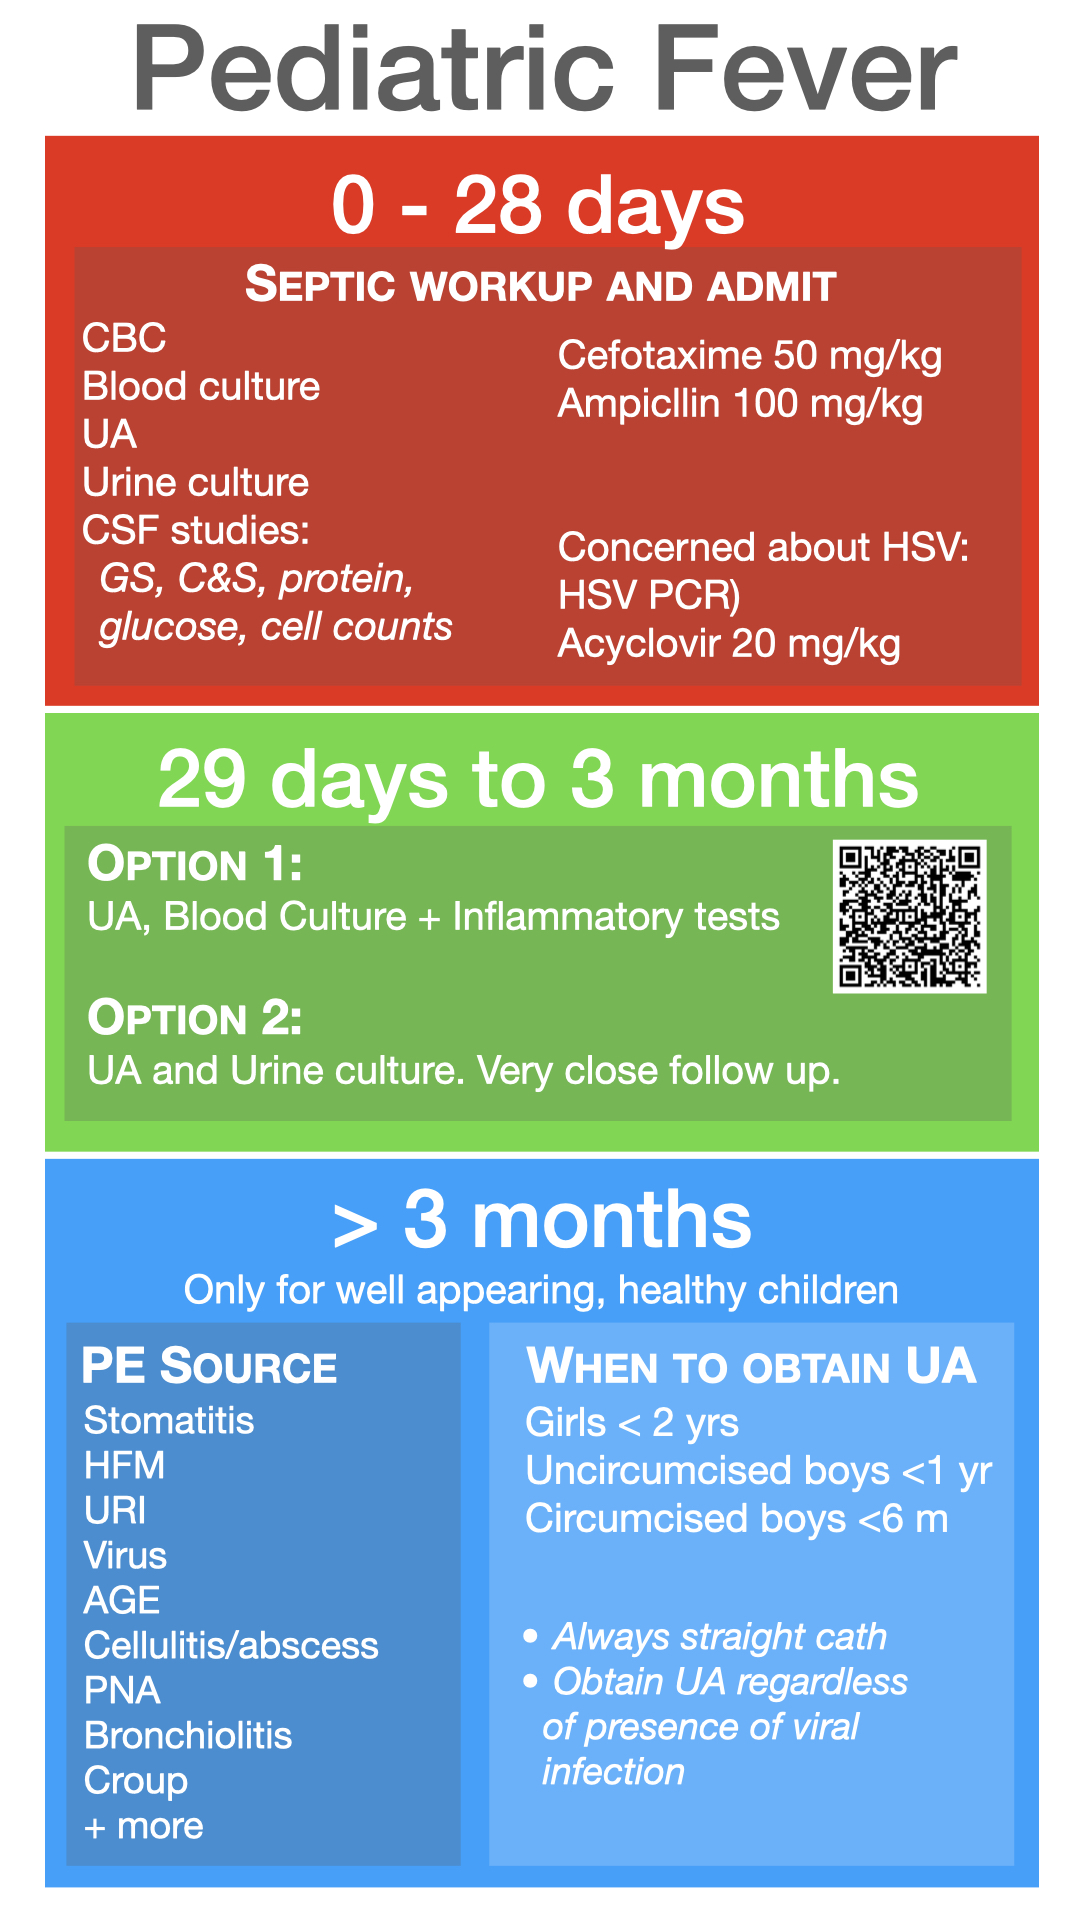 Pediatric Fever
0 - 28 days
SEPTIC WORKUP AND ADMIT
CBC
Blood culture
UA
Urine culture
CSF studies:
GS, C&S, protein,
glucose, cell counts
Cefotaxime 50 mg/kg
Ampicllin 100 mg/kg
Concerned about HSV:
HSV PCR)
Acyclovir 20 mg/kg
29 days to 3 months
OPTION 1:
UA, Blood Culture + Inflammatory tests
OPTION 2:
UA and Urine culture. Very close follow up.
> 3 months
Only for well appearing, healthy children
PE SOURCE
Stomatitis
HFM
URI
Virus
AGE
Cellulitis/abscess
PNA
Bronchiolitis
Croup
+ more
WHEN TO OBTAIN UA
Girls < 2 yrs
Uncircumcised boys <1 yr
Circumcised boys <6 m
• Always straight cath
• Obtain UA regardless
of presence of viral
infection